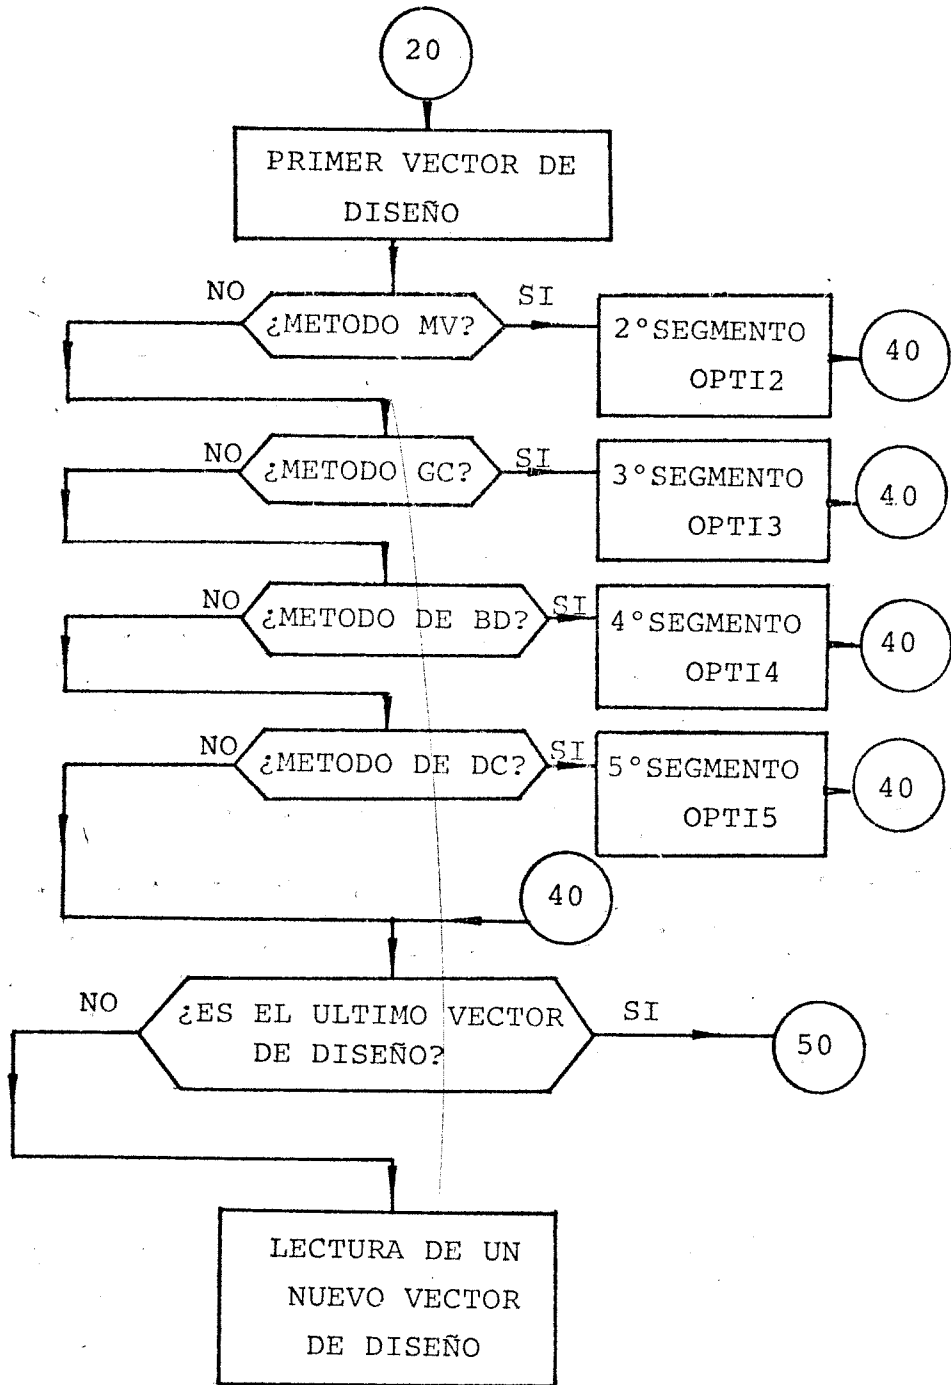 20
PRIMER VECTOR DE
DISEÑO
NO
¿METODO MV?
SI
2°SEGMENTO
OPTI2
40
NO
¿METODO GC?
SI
3°SEGMENTO
OPTI3
40
NO
¿METODO DE BD?
SI
4°SEGMENTO
OPTI4
40
NO
¿METODO DE DC?
SI
5°SEGMENTO
OPTI5
40
40
NO
¿ES EL ULTIMO VECTOR
DE DISEÑO?
SI
50
LECTURA DE UN
NUEVO VECTOR
DE DISEÑO